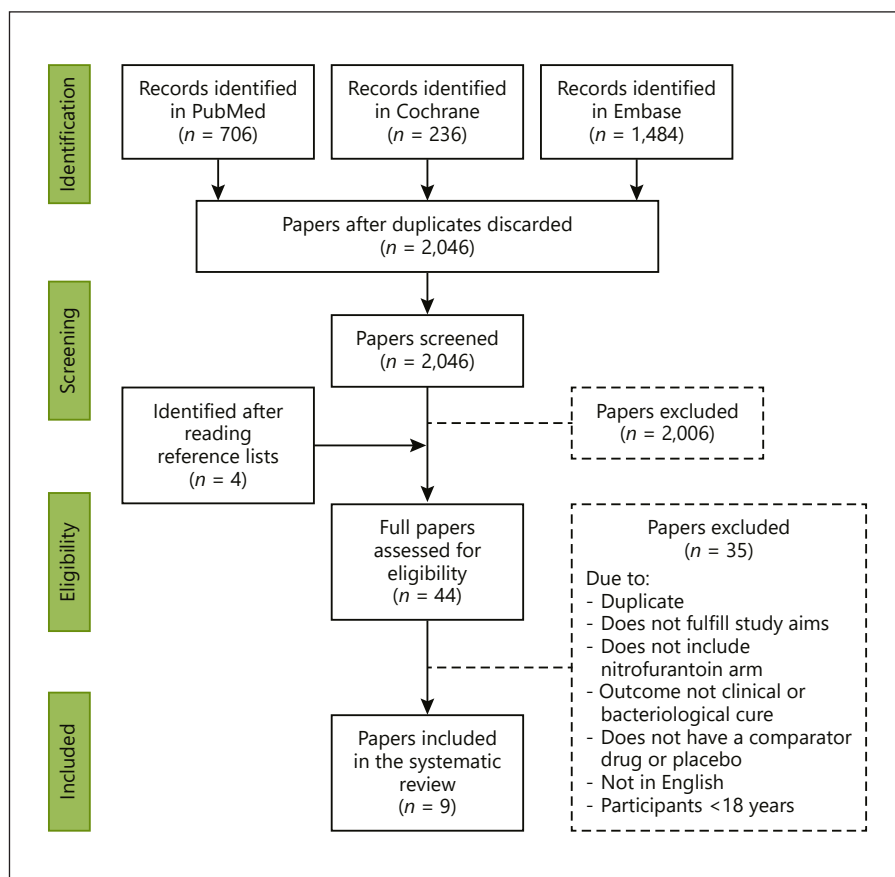 Identification
Records identified
in PubMed
(n = 706)
Records identified
in Cochrane
(n = 236)
Records identified
in Embase
(n = 1,484)
Papers after duplicates discarded
(n = 2,046)
Screening
Papers screened
(n = 2,046)
Identified after
reading
reference lists
(n = 4)
Papers excluded
(n = 2,006)
Eligibility
Full papers
assessed for
eligibility
(n = 44)
Papers excluded
(n = 35)
Due to:
- Duplicate
- Does not fulfill study aims
- Does not include
nitrofurantoin arm
- Outcome not clinical or
bacteriological cure
- Does not have a comparator
drug or placebo
- Not in English
- Participants <18 years
Included
Papers included
in the systematic
review
(n = 9)